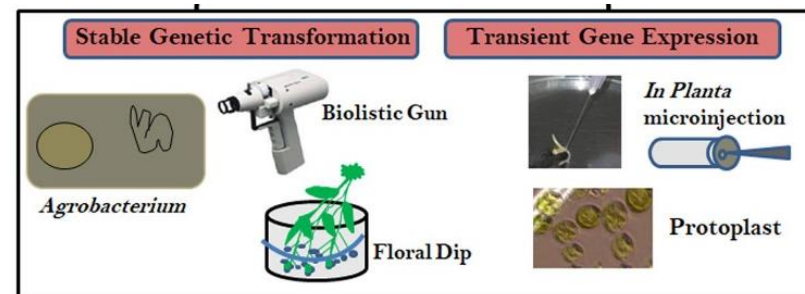 Stable Genetic Transformation
Transient Gene Expression
Biolistic Gun
In Planta
microinjection
Agrobacterium
Floral Dip
Protoplast